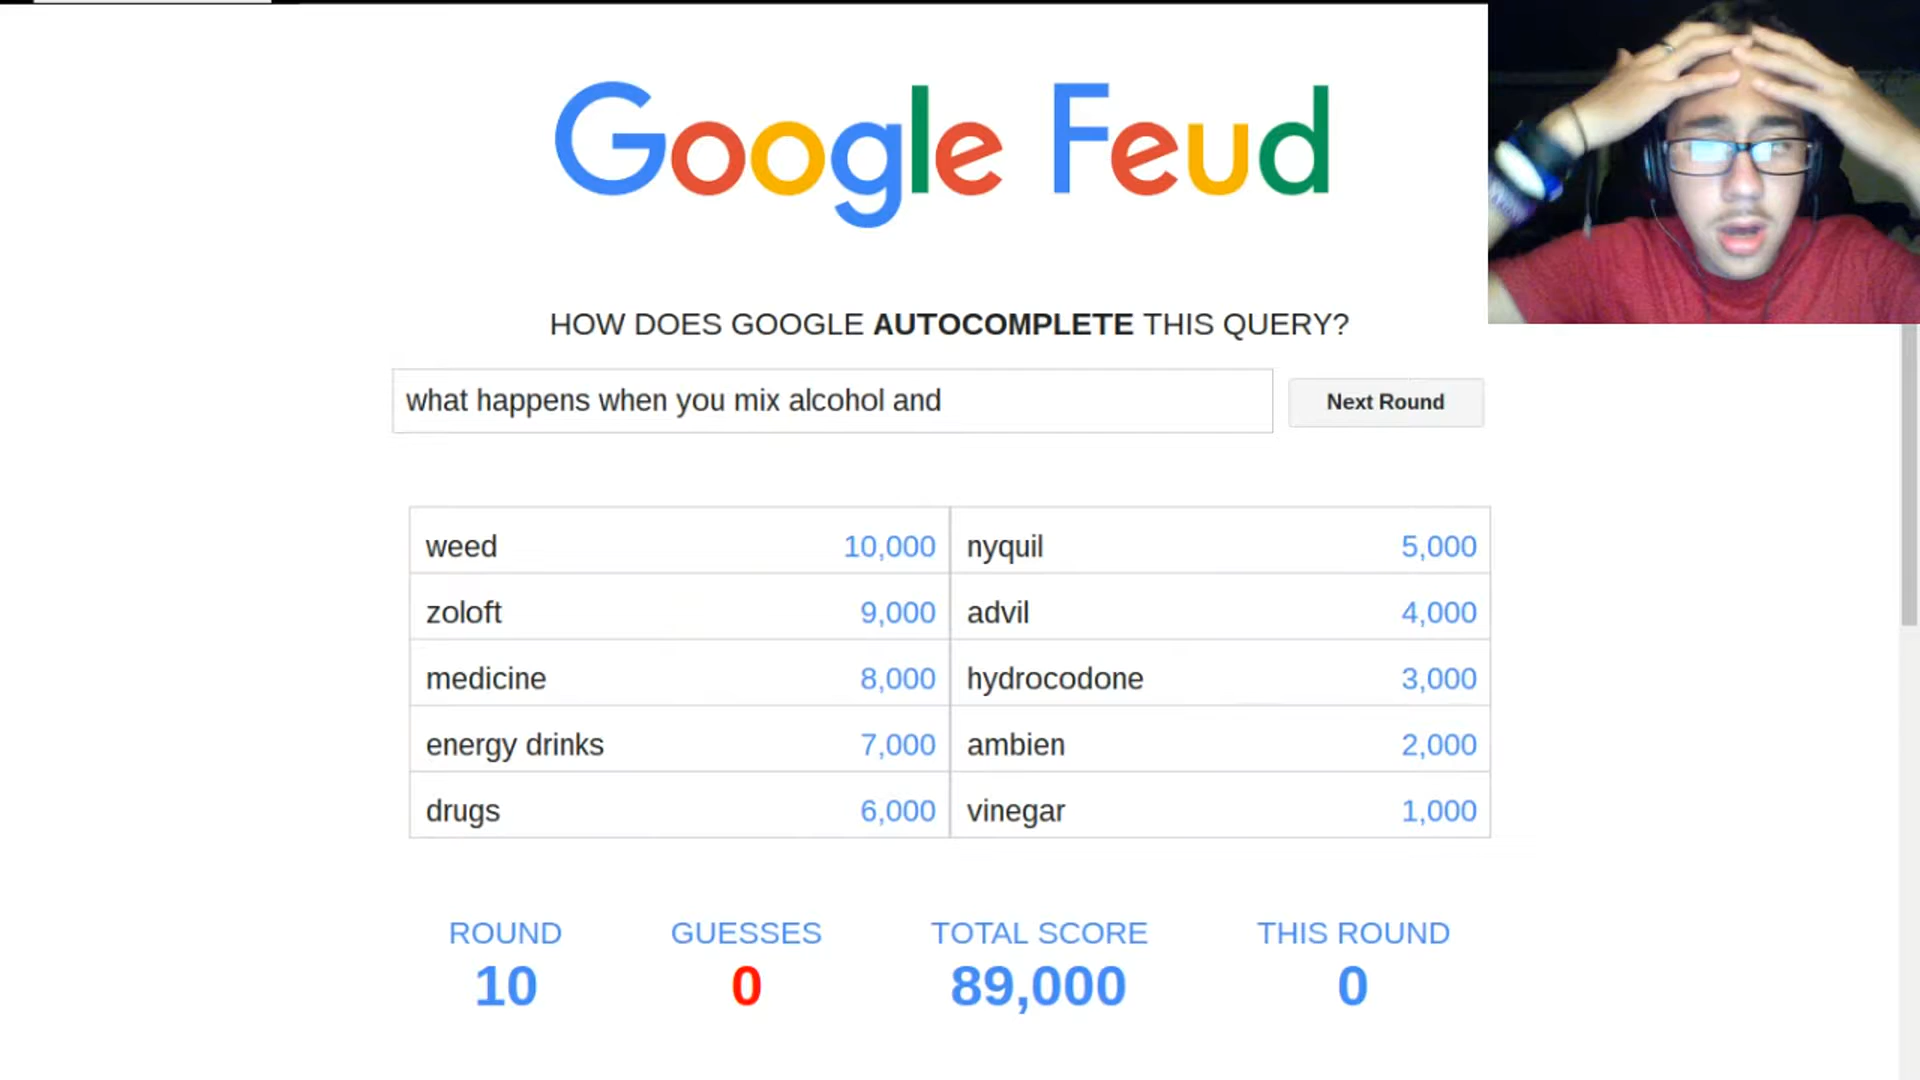 Google Feud
HOW DOES GOOGLE AUTOCOMPLETE THIS QUERY?
what happens when you mix alcohol and
Next Round
weed 10,000 nyquil 5,000
zoloft 9,000 advil 4,000
medicine 8,000 hydrocodone 3,000
energy drinks 7,000 ambien 2,000
drugs 6,000 vinegar 1,000
ROUND GUESSES TOTAL SCORE THIS ROUND
10 0 89,000 0